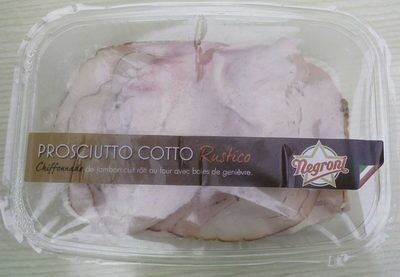 PROSCIUTTO COTTO Rustico
Chiffonnade de jambon cuit rôti au four avec baies de genièvre.
Negroni